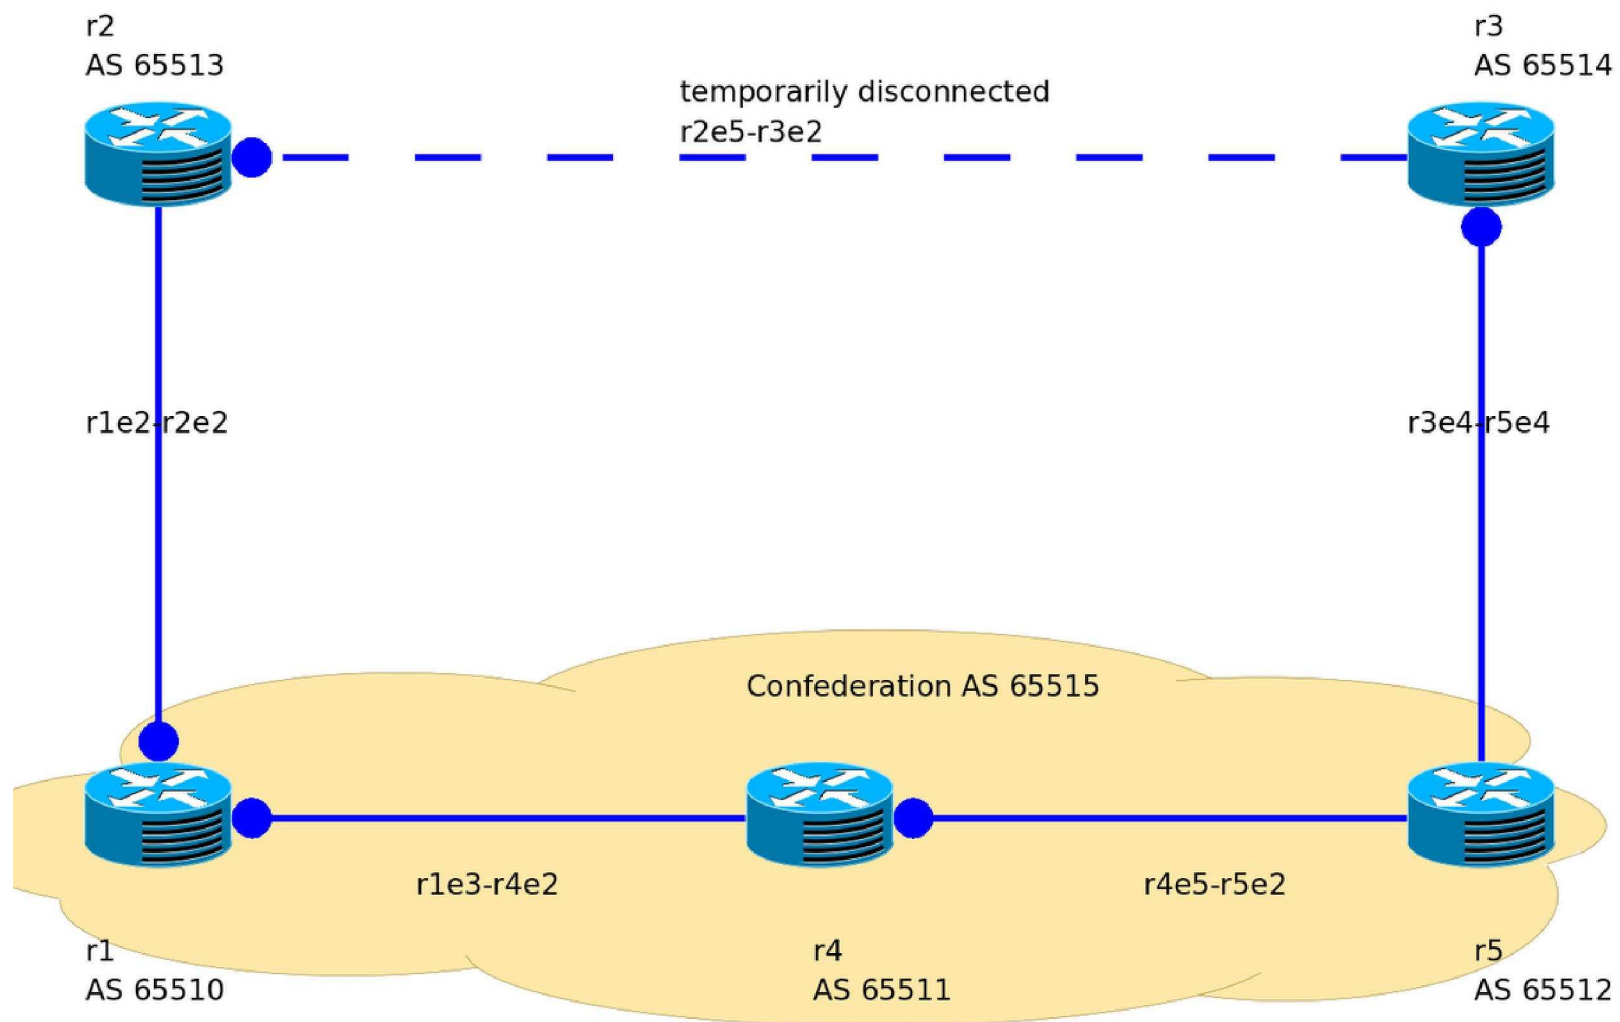 r2
AS 65513
r3
AS 65514
temporarily disconnected
r2e5-r3e2
r1e2-r2e2
r3e4-r5e4
Confederation AS 65515
r1e3-r4e2
r4e5-r5e2
r1
AS 65510
r4
AS 65511
r5
AS 65512